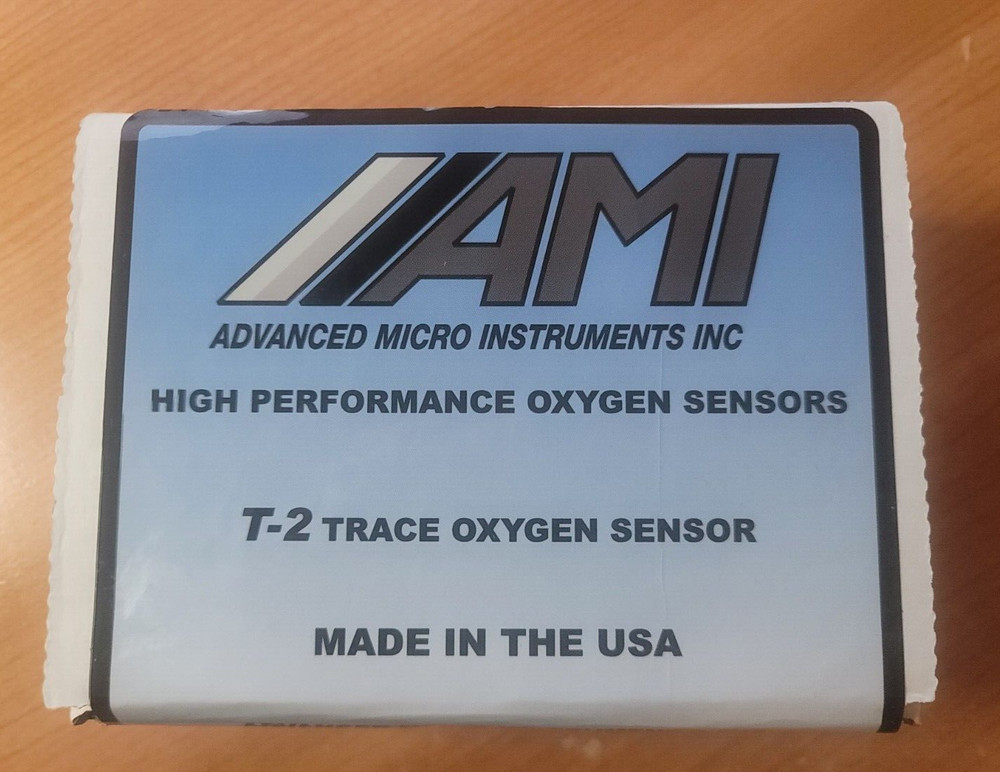 AMI
ADVANCED MICRO INSTRUMENTS INC
HIGH PERFORMANCE OXYGEN SENSORS
T-2 TRACE OXYGEN SENSOR
MADE IN THE USA